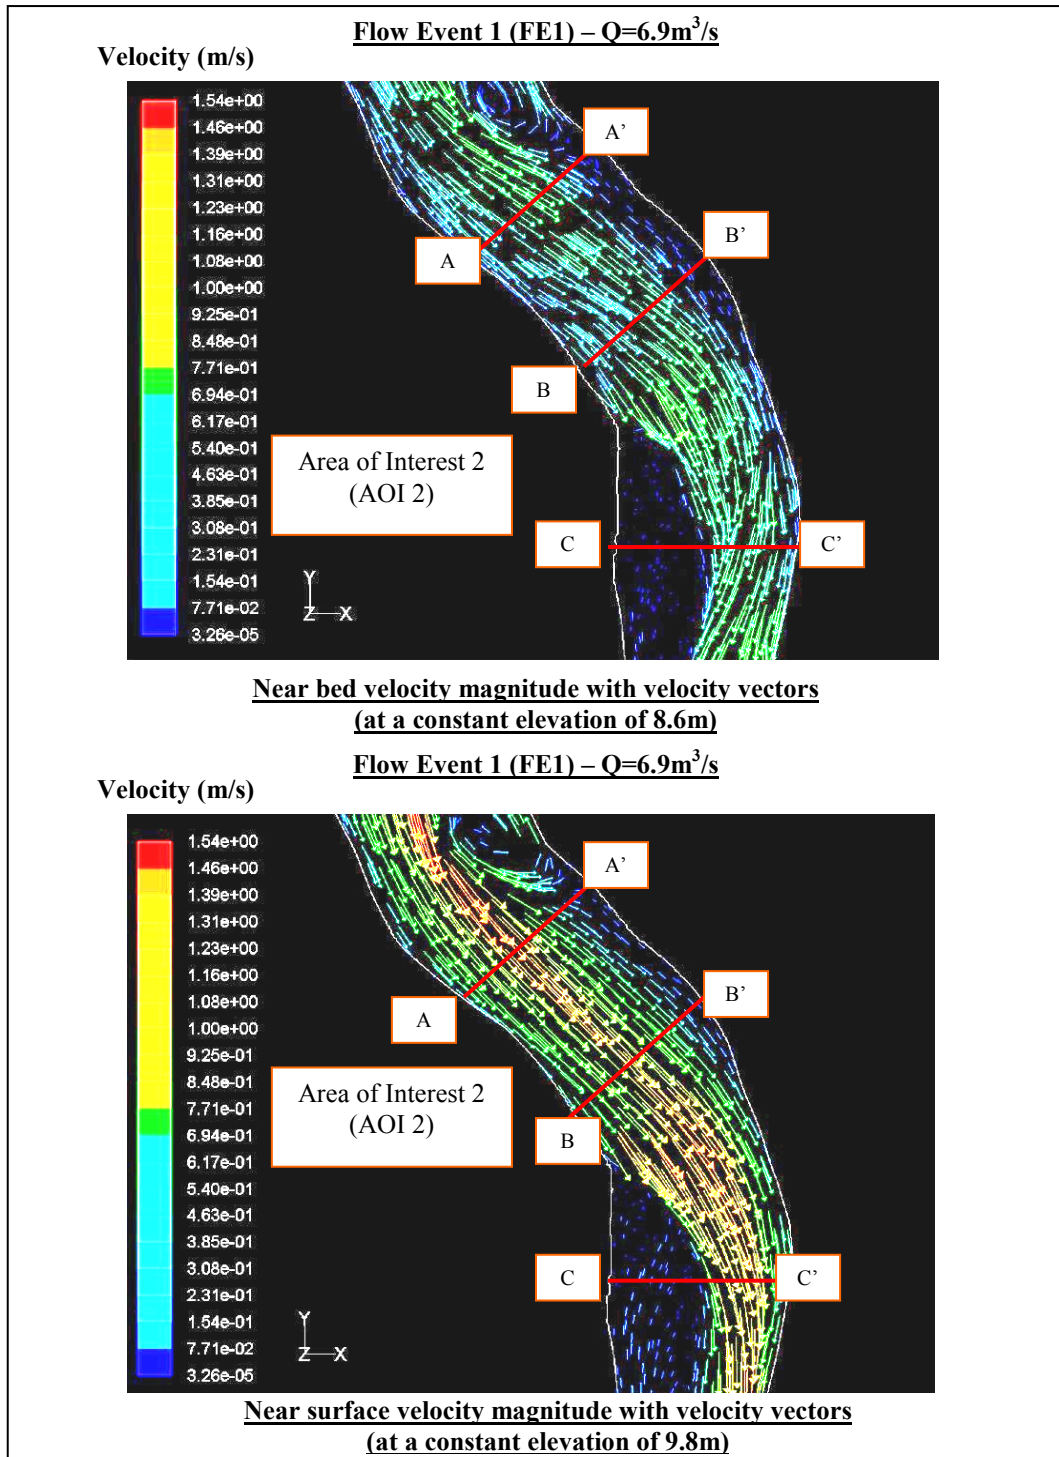 Flow Event 1 (FE1) – Q=6.9m³/s
Velocity (m/s)
1.54e+00
1.46e+00
1.39e+00
1.31e+00
1.23e+00
1.16e+00
1.08e+00
1.00e+00
9.25e-01
8.48e-01
7.71e-01
6.94e-01
6.17e-01
5.40e-01
4.63e-01
3.85e-01
3.08e-01
2.31e-01
1.54e-01
7.71e-02
3.26e-05
A’
A
B’
B
Area of Interest 2
(AOI 2)
C
C’
Y
Z X
Near bed velocity magnitude with velocity vectors
(at a constant elevation of 8.6m)
Flow Event 1 (FE1) – Q=6.9m³/s
Velocity (m/s)
1.54e+00
1.46e+00
1.39e+00
1.31e+00
1.23e+00
1.16e+00
1.08e+00
1.00e+00
9.25e-01
8.48e-01
7.71e-01
6.94e-01
6.17e-01
5.40e-01
4.63e-01
3.85e-01
3.08e-01
2.31e-01
1.54e-01
7.71e-02
3.26e-05
A’
A
B’
B
Area of Interest 2
(AOI 2)
C
C’
Y
Z X
Near surface velocity magnitude with velocity vectors
(at a constant elevation of 9.8m)